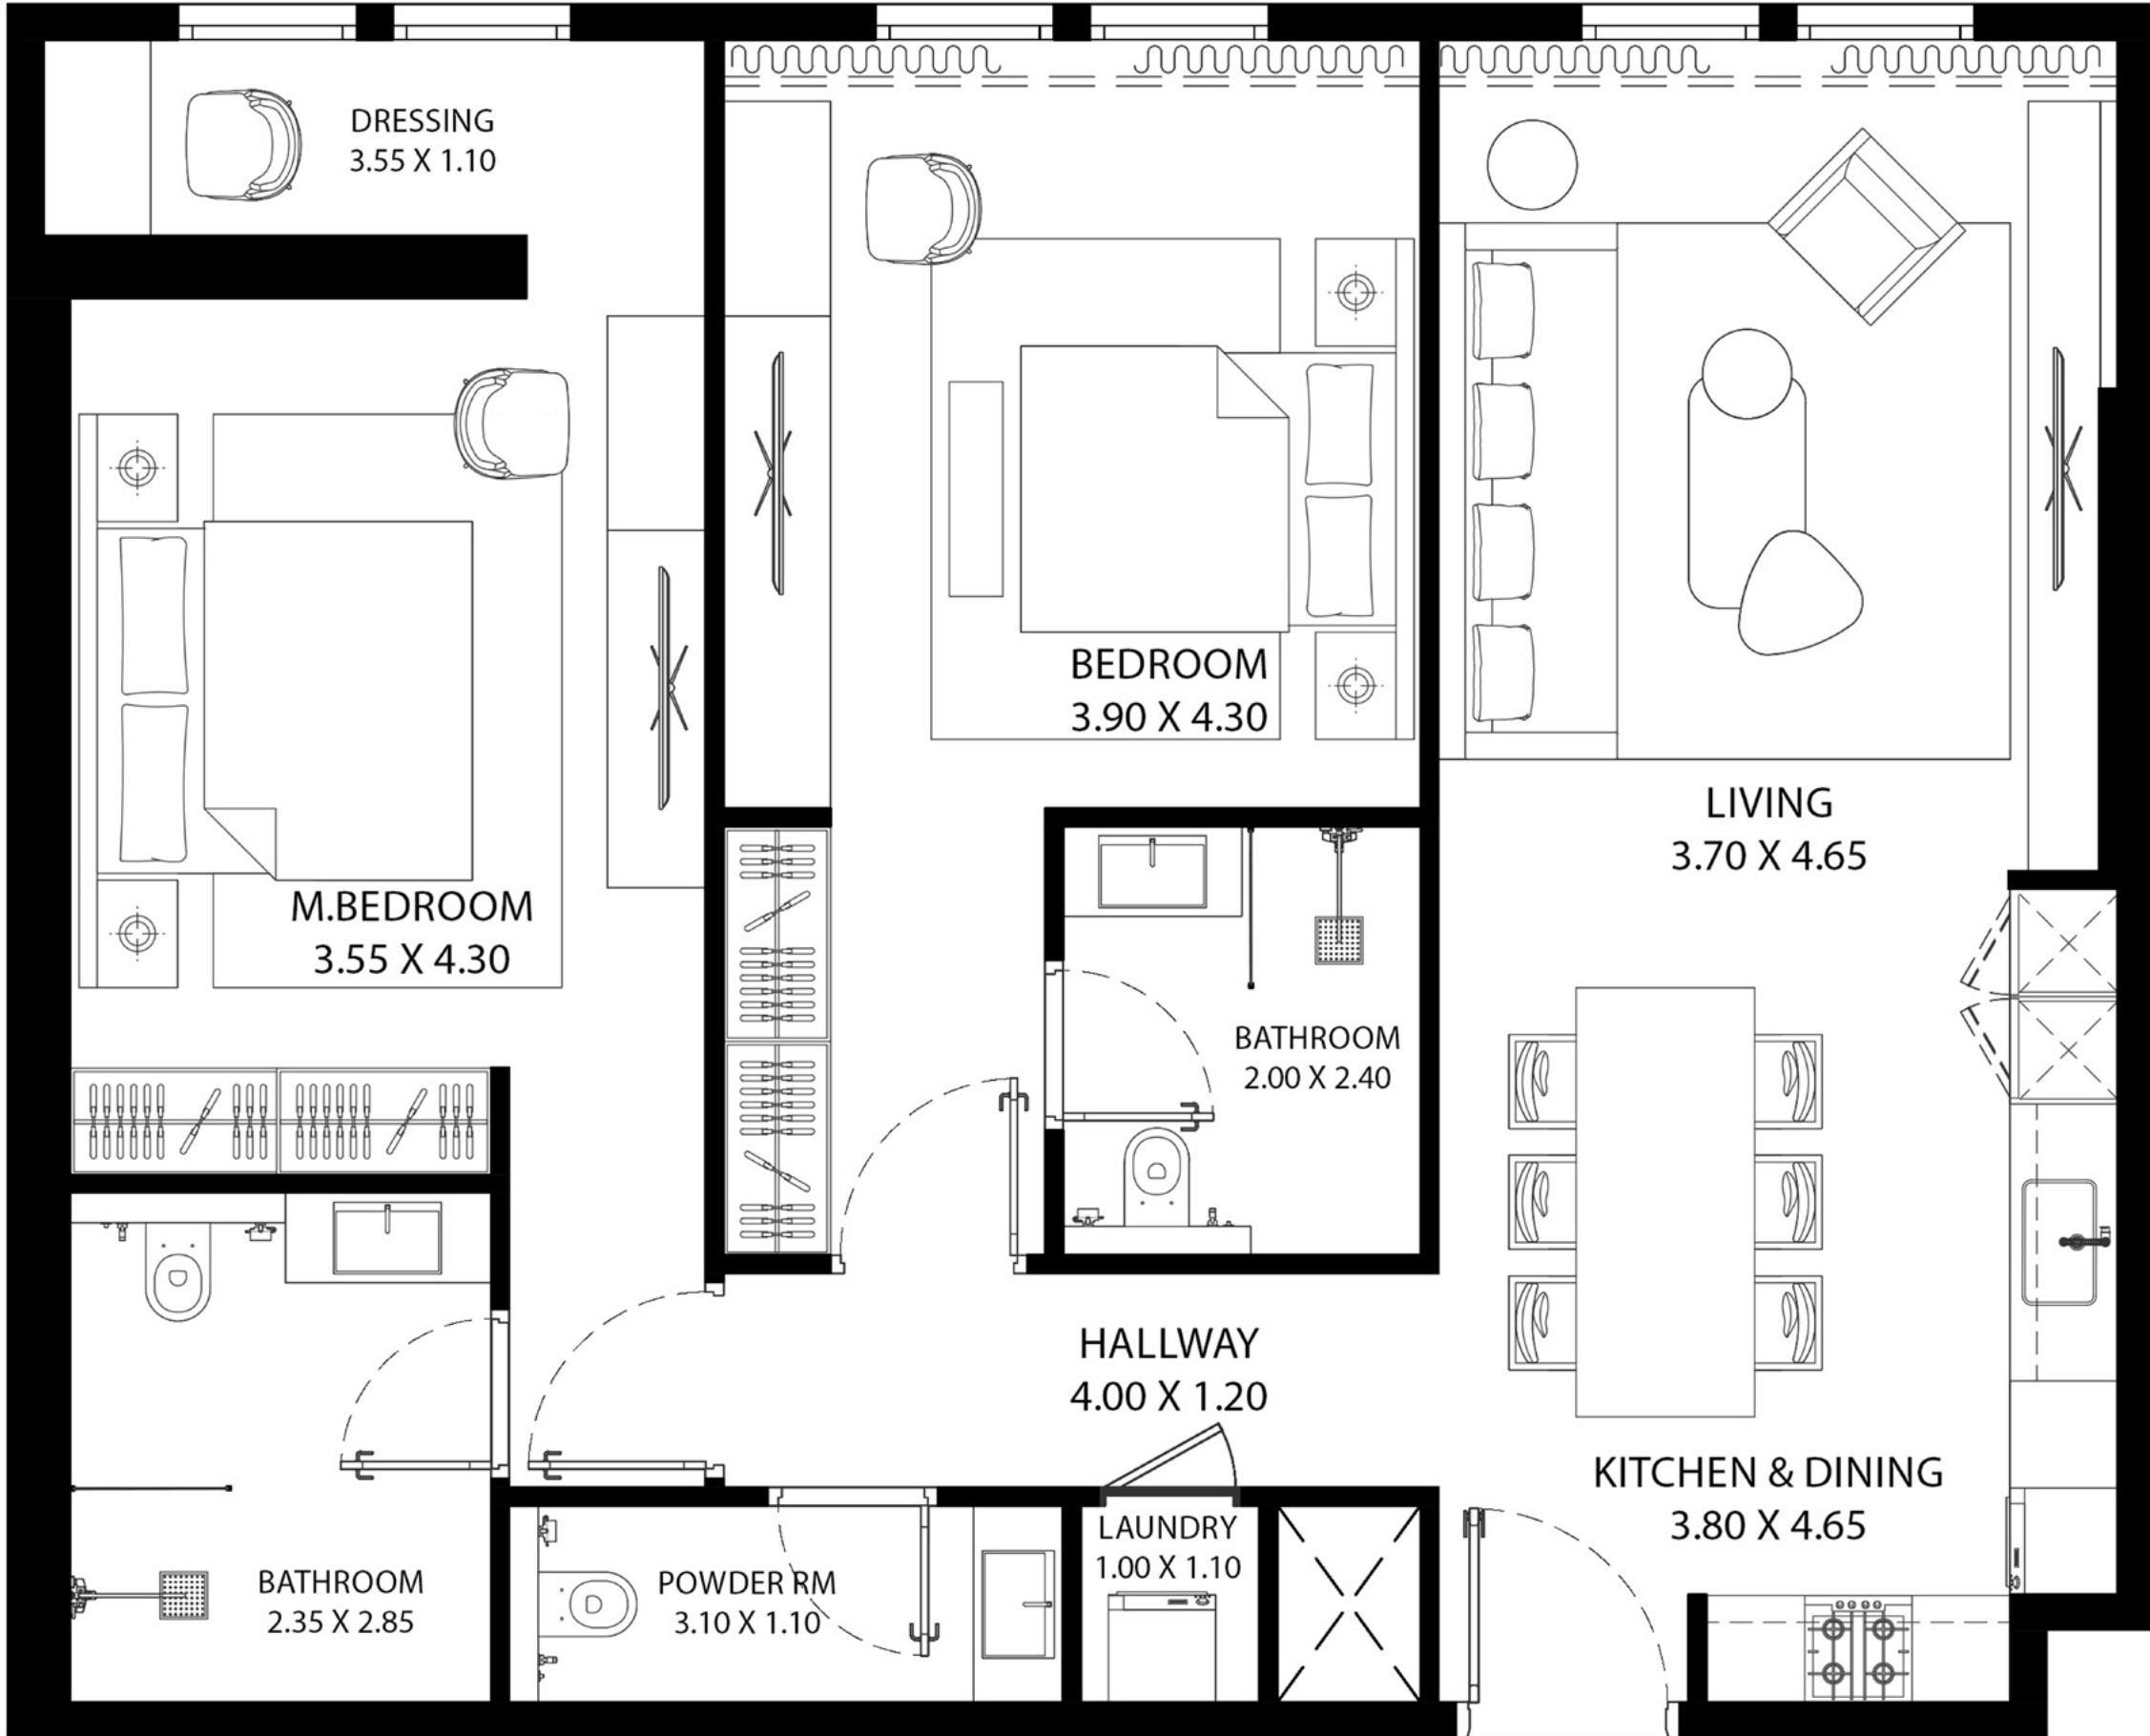 DRESSING
3.55 X 1.10
BEDROOM
3.90 X 4.30
LIVING
3.70 X 4.65
M.BEDROOM
3.55 X 4.30
BATHROOM
2.00 X 2.40
HALLWAY
4.00 X 1.20
KITCHEN & DINING
3.80 X 4.65
LAUNDRY
1.00 X 1.10
BATHROOM
2.35 X 2.85
POWDER RM
3.10 X 1.10